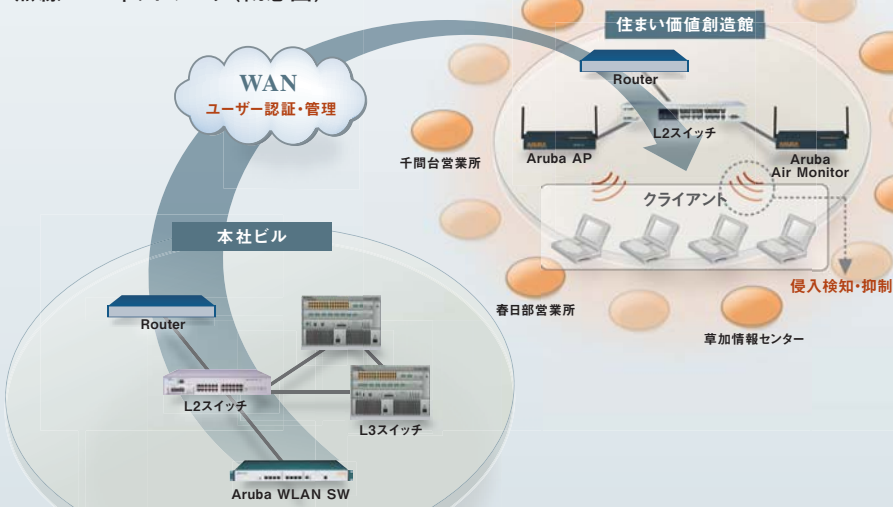 住まい価値創造館
Router
WAN
ユーザー認証・管理
L2スイッチ
千間台営業所
Aruba AP
Aruba
Air Monitor
クライアント
本社ビル
侵入検知・抑制
春日部営業所
Router
草加情報センター
L2スイッチ
L3スイッチ
Aruba WLAN SW